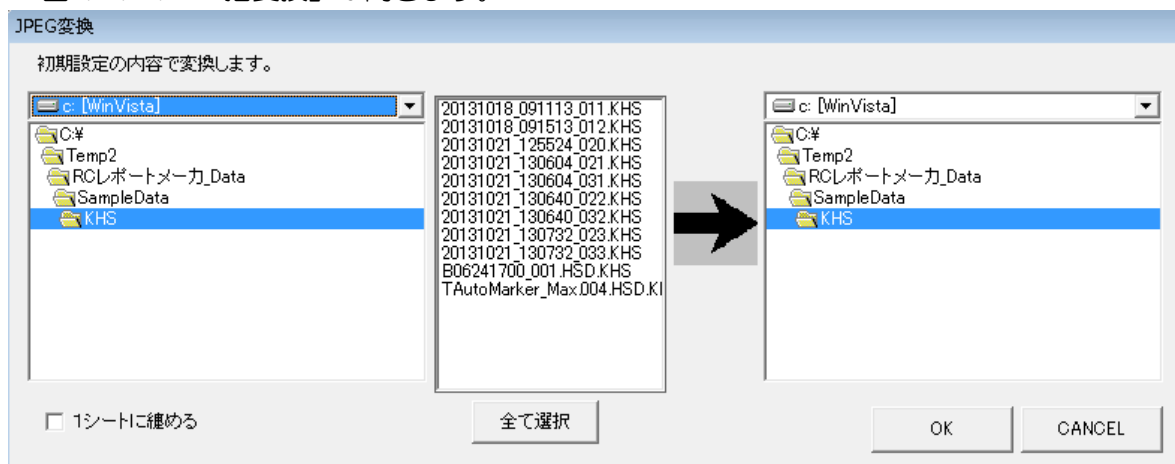 JPEG変換
初期設定の内容で変換します。
c: [WinVista]
C:¥
Temp2
RCレポートメーカ_Data
SampleData
KHS
20131018_091113_011.KHS
20131018_091513_012.KHS
20131021_125524_020.KHS
20131021_130604_021.KHS
20131021_130604_031.KHS
20131021_130640_022.KHS
20131021_130640_032.KHS
20131021_130732_023.KHS
20131021_130732_033.KHS
B06241700_001.HSD.KHS
TAutoMarker_Max.004.HSD.KI
c: [WinVista]
C:¥
Temp2
RCレポートメーカ_Data
SampleData
KHS
1シートに纏める
全て選択
OK
CANCEL